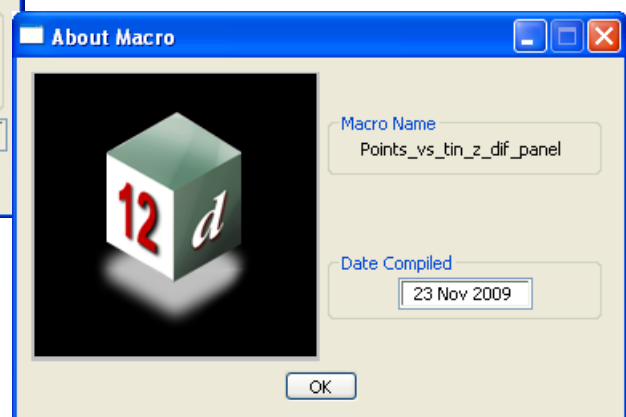 About Macro
12 d
Macro Name
Points_vs_tin_z_dif_panel
Date Compiled
23 Nov 2009
OK